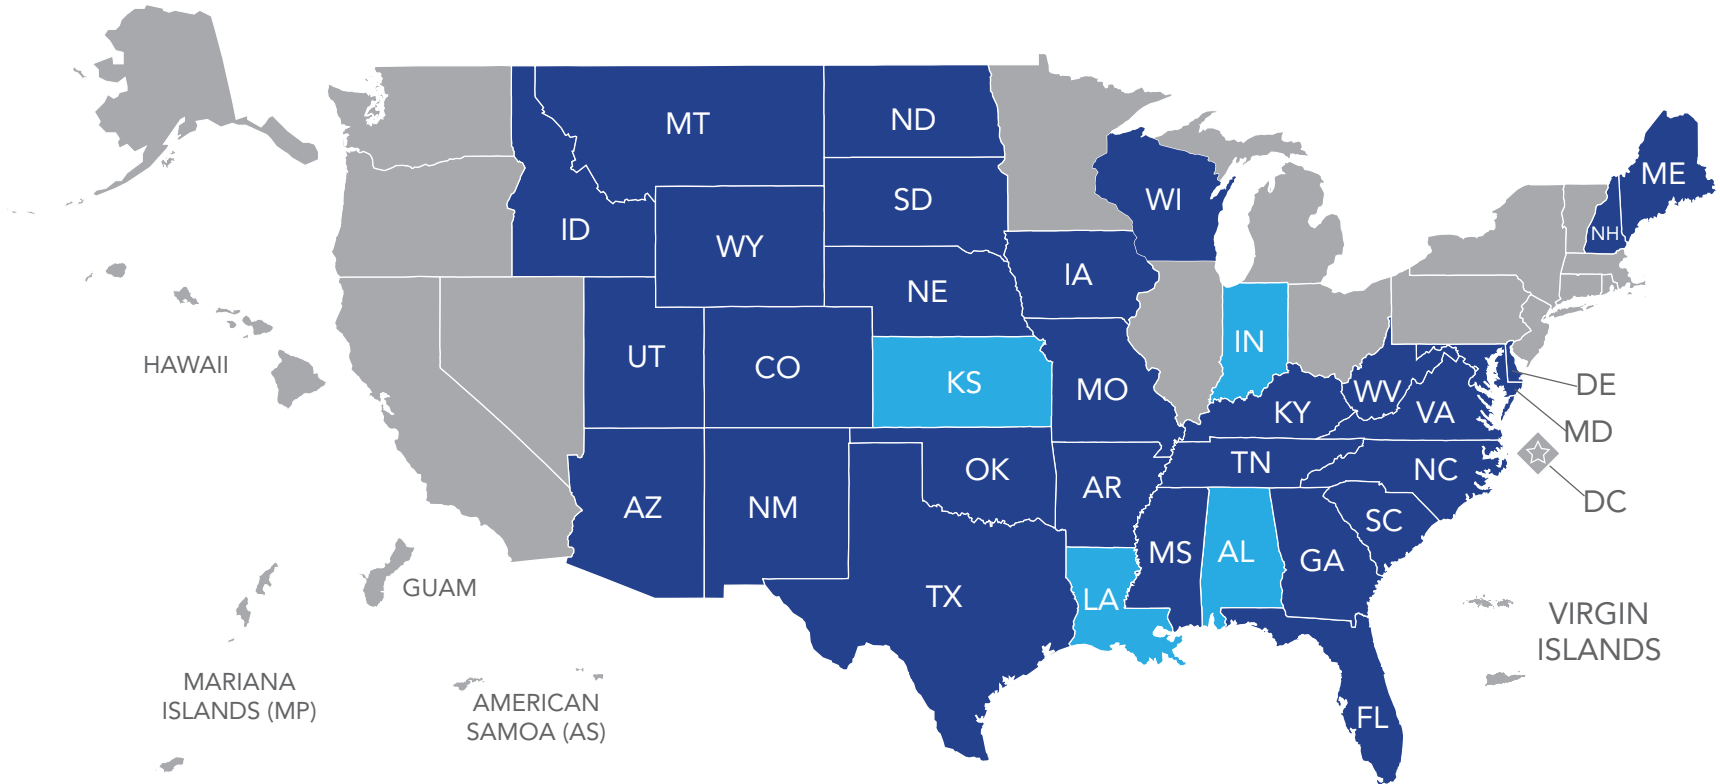 MT
ND
ME
SD
WI
NH
ID
WY
IA
NE
IN
HAWAII
UT
CO
KS
MO
WV
DE
KY
VA
MD
TN
OK
NC
AR
AZ
NM
DC
SC
MS
AL
GA
GUAM
TX
LA
VIRGIN
ISLANDS
MARIANA
ISLANDS (MP)
AMERICAN
SAMOA (AS)
FL